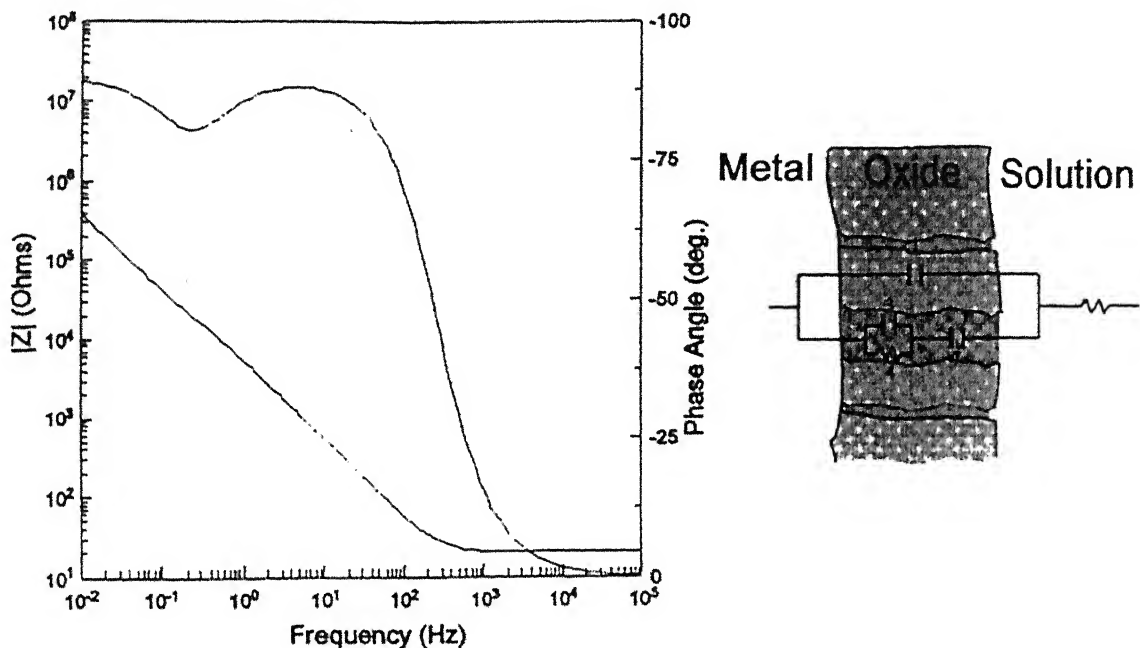 10⁸
10⁷
10⁶
10⁵
10⁴
10³
10²
10¹
|Z| (Ohms)
10⁻² 10⁻¹ 10⁰ 10¹ 10² 10³ 10⁴ 10⁵
Frequency (Hz)
-100
-75
-50
-25
0
Phase Angle (deg.)
Metal Oxide Solution